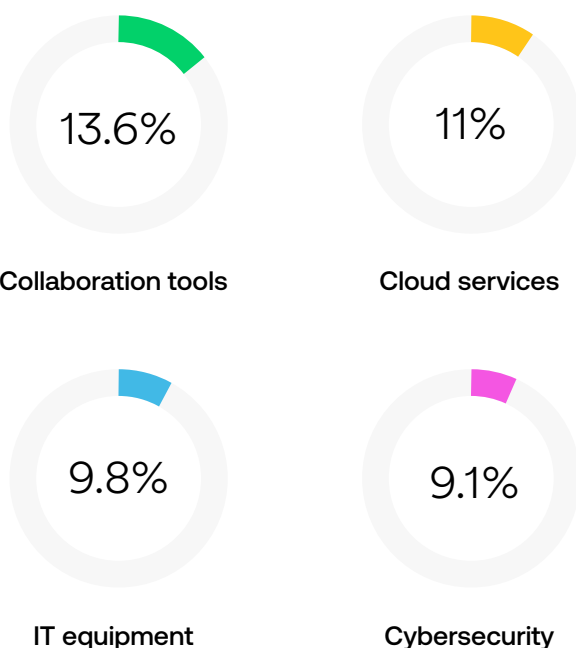 13.6%
11%
Collaboration tools
Cloud services
9.8%
9.1%
IT equipment
Cybersecurity